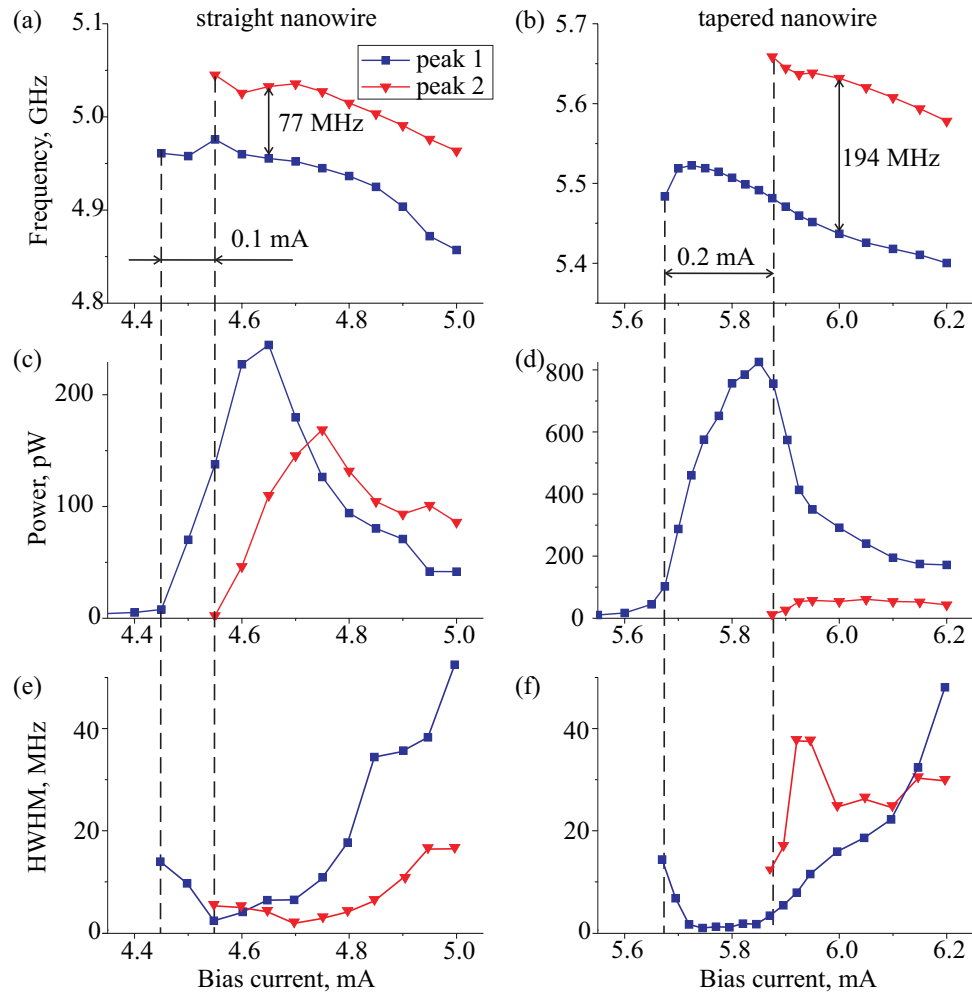 (a) straight nanowire
5.1
5.0
4.9
4.8
Frequency, GHz
peak 1
peak 2
77 MHz
0.1 mA
4.4 4.6 4.8 5.0
(b) tapered nanowire
5.7
5.6
5.5
5.4
194 MHz
0.2 mA
5.6 5.8 6.0 6.2
(c)
200
100
0
Power, pW
4.4 4.6 4.8 5.0
(d)
800
600
400
200
0
5.6 5.8 6.0 6.2
(e)
40
20
0
HWHM, MHz
4.4 4.6 4.8 5.0
Bias current, mA
(f)
40
20
0
5.6 5.8 6.0 6.2
Bias current, mA